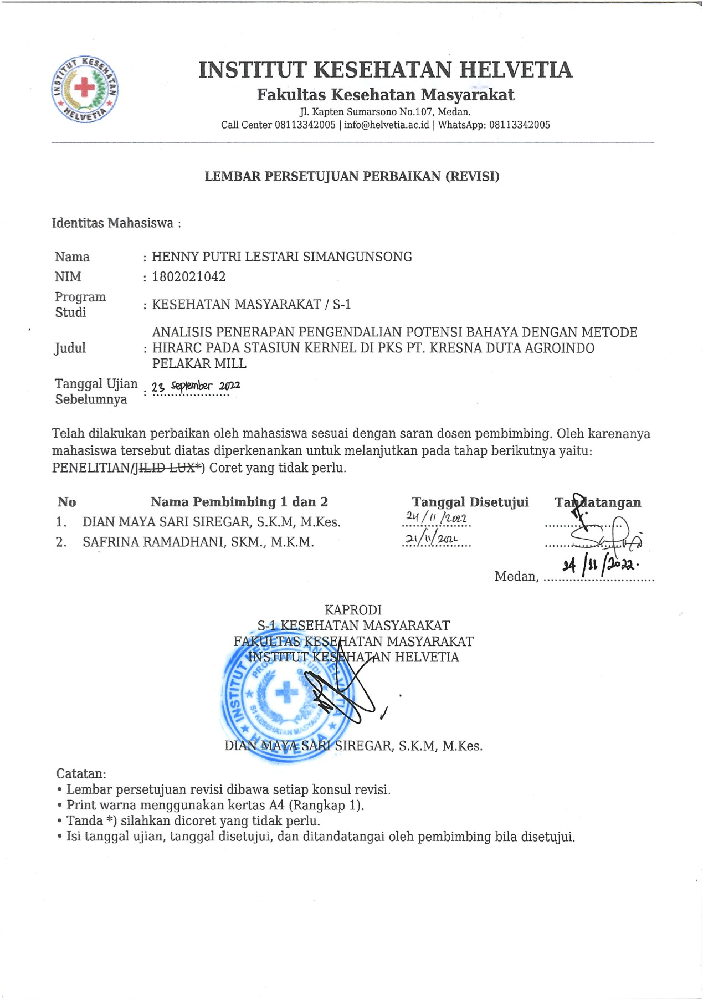 INSTITUT KESEHATAN
HELVETIA
INSTITUT KESEHATAN HELVETIA
Fakultas Kesehatan Masyarakat
Jl. Kapten Sumarsono No.107, Medan.
Call Center 08113342005 | info@helvetia.ac.id | WhatsApp: 08113342005
LEMBAR PERSETUJUAN PERBAIKAN (REVISI)
Identitas Mahasiswa :
Nama : HENNY PUTRI LESTARI SIMANGUNSONG
NIM : 1802021042
Program
Studi : KESEHATAN MASYARAKAT / S-1
ANALISIS PENERAPAN PENGENDALIAN POTENSI BAHAYA DENGAN METODE
Judul : HIRARC PADA STASIUN KERNEL DI PKS PT. KRESNA DUTA AGROINDO
PELAKAR MILL
Tanggal Ujian
Sebelumnya : 23 September 2022
Telah dilakukan perbaikan oleh mahasiswa sesuai dengan saran dosen pembimbing. Oleh karenanya
mahasiswa tersebut diatas diperkenankan untuk melanjutkan pada tahap berikutnya yaitu:
PENELITIAN/JILID LUX*) Coret yang tidak perlu.
No Nama Pembimbing 1 dan 2 Tanggal Disetujui Tandatangan
1. DIAN MAYA SARI SIREGAR, S.K.M, M.Kes. 24/11/2022
2. SAFRINA RAMADHANI, SKM., M.K.M. 21/11/2022
Medan, 24/11/2022.
KAPRODI
S-1 KESEHATAN MASYARAKAT
FAKULTAS KESEHATAN MASYARAKAT
INSTITUT KESEHATAN HELVETIA
INSTITUT KESEHATAN HELVETIA
PROGRAM STUDI
S1 KESEHATAN MASYARAKAT
HELVETIA
DIAN MAYA SARI SIREGAR, S.K.M, M.Kes.
Catatan:
• Lembar persetujuan revisi dibawa setiap konsul revisi.
• Print warna menggunakan kertas A4 (Rangkap 1).
• Tanda *) silahkan dicoret yang tidak perlu.
• Isi tanggal ujian, tanggal disetujui, dan ditandatangai oleh pembimbing bila disetujui.